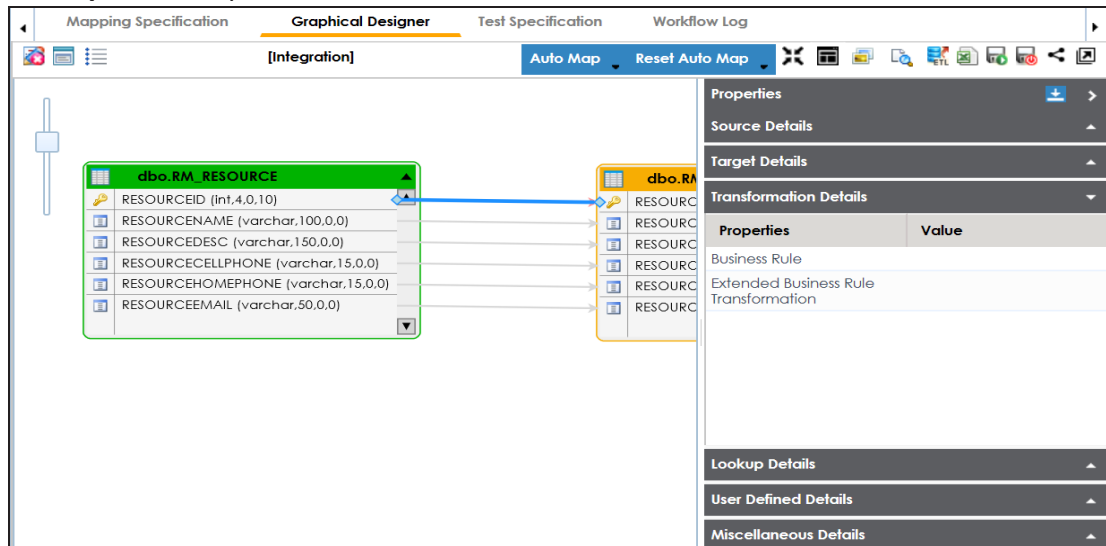 Mapping Specification Graphical Designer Test Specification Workflow Log
[Integration] Auto Map Reset Auto Map ETL
Properties
Source Details
Target Details
Transformation Details
Properties Value
Business Rule
Extended Business Rule
Transformation
Lookup Details
User Defined Details
Miscellaneous Details
dbo.RM_RESOURCE
RESOURCEID (int,4,0,10)
RESOURCENAME (varchar,100,0,0)
RESOURCEDESC (varchar,150,0,0)
RESOURCECELLPHONE (varchar,15,0,0)
RESOURCEHOMEPHONE (varchar,15,0,0)
RESOURCEEMAIL (varchar,50,0,0)
dbo.RM
RESOURC
RESOURC
RESOURC
RESOURC
RESOURC
RESOURC